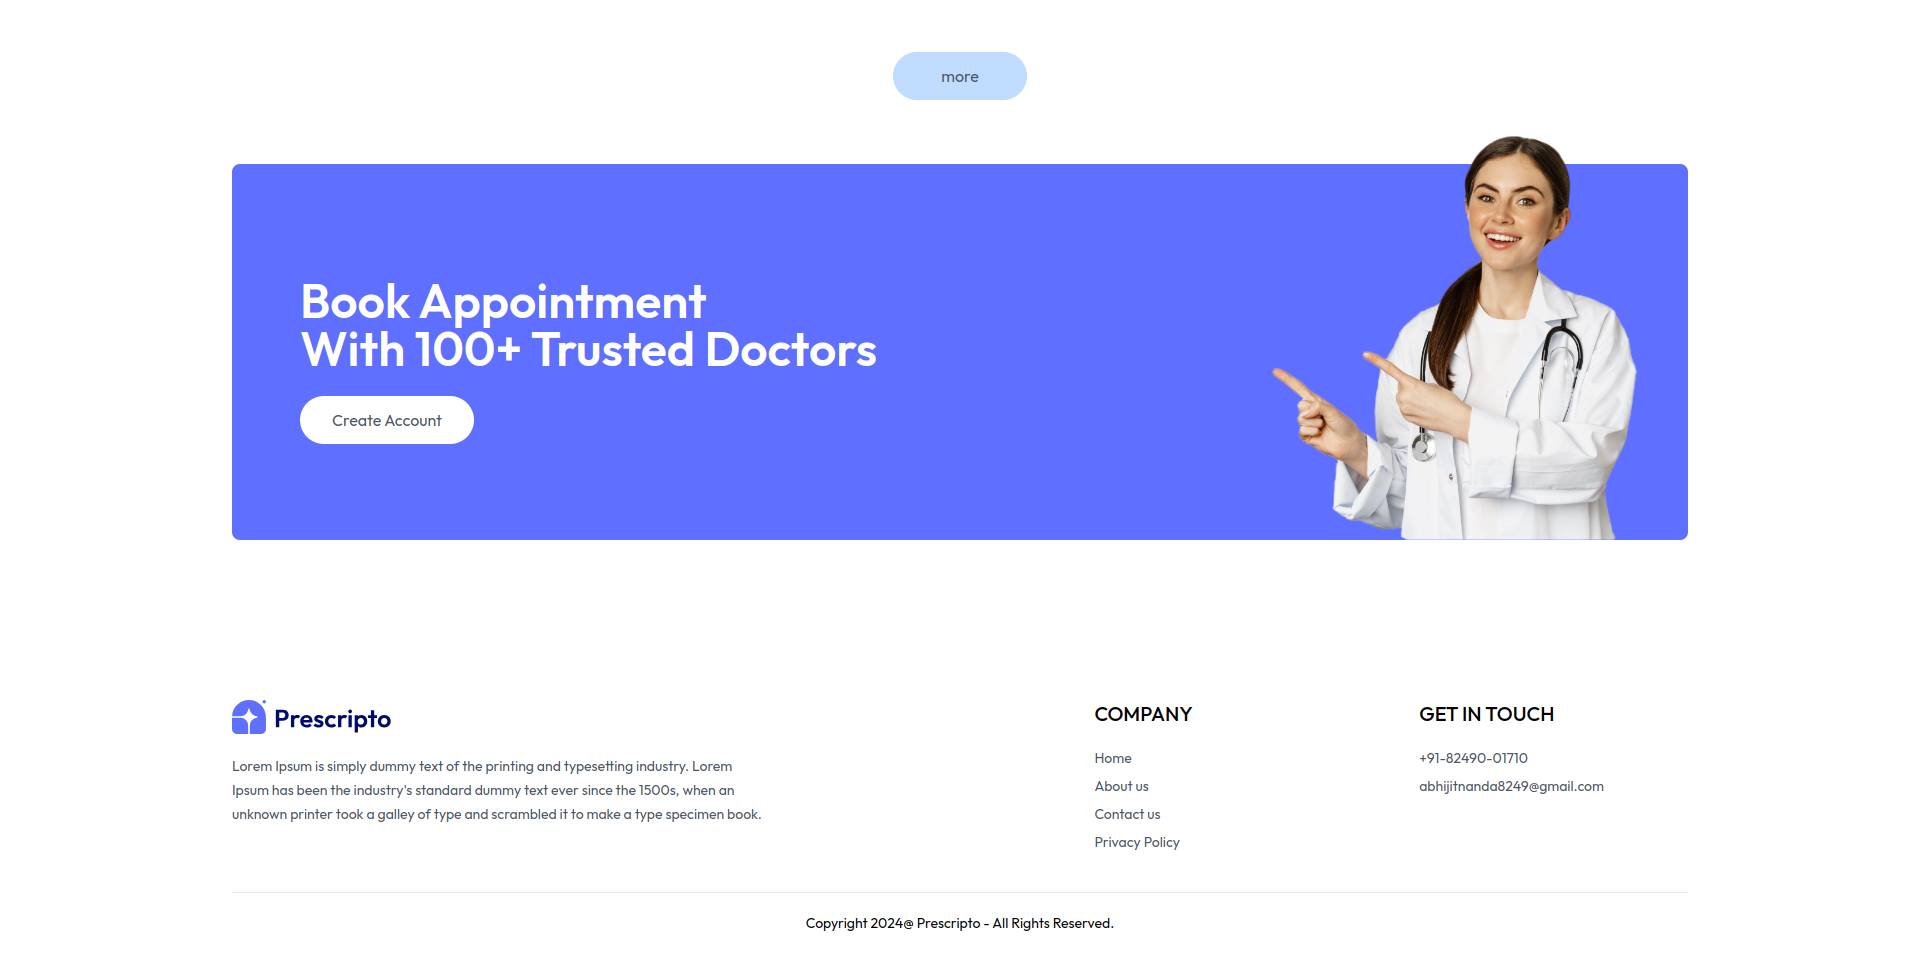 more
Book Appointment
With 100+ Trusted Doctors
Create Account
Prescripto
Lorem Ipsum is simply dummy text of the printing and typesetting industry. Lorem
Ipsum has been the industry's standard dummy text ever since the 1500s, when an
unknown printer took a galley of type and scrambled it to make a type specimen book.
COMPANY
Home
About us
Contact us
Privacy Policy
GET IN TOUCH
+91-82490-01710
abhijitnanda8249@gmail.com
Copyright 2024@ Prescripto - All Rights Reserved.